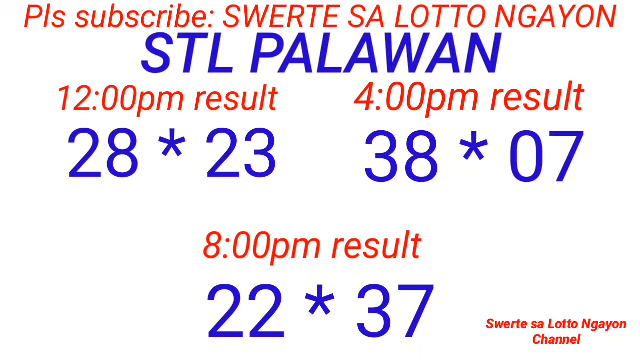 Pls subscribe: SWERTE SA LOTTO NGAYON
STL PALAWAN
12:00pm result
28 * 23
4:00pm result
38 * 07
8:00pm result
22 * 37
Swerte sa Lotto Ngayon
Channel